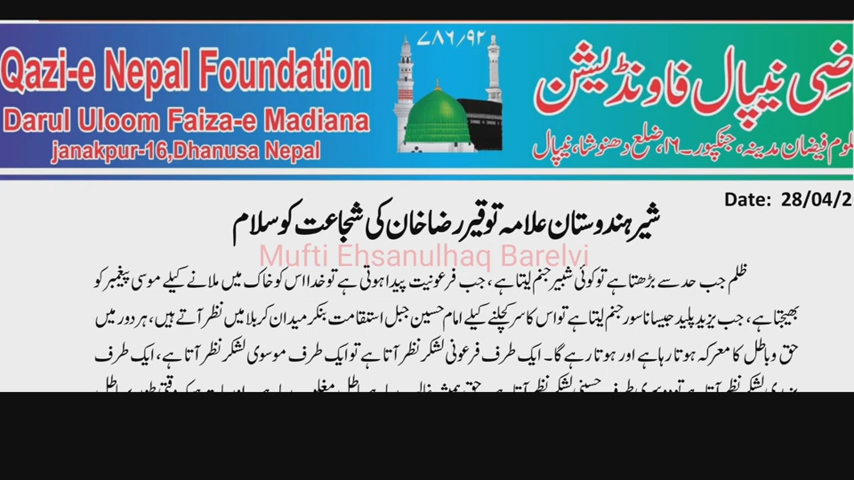 ۷۸۶/۹۲
Qazi-e Nepal Foundation
ضِی نیپال فاونڈیشن
Darul Uloom Faiza-e Madiana
لوم فیضان مدینہ، جنکپور۔۱۶، ضلع دھنوشا، نیپال
janakpur-16,Dhanusa Nepal
Date: 28/04/2
شیر ہندوستان علامہ توقیر رضا خان کی شجاعت کو سلام
Mufti Ehsanulhaq Barelvi
ظلم جب حد سے بڑھتا ہے تو کوئی شبیر جنم لیتا ہے، جب فرعونیت پیدا ہوتی ہے تو خدا اس کو خاک میں ملانے کیلے موسی پیغمبر کو
بھیجتا ہے، جب یزید پلید جیسا ناسور جنم لیتا ہے تو اس کا سر کچلنے کیلے امام حسین جبل استقامت بنکر میدان کربلا میں نظر آتے ہیں، ہر دور میں
حق و باطل کا معرکہ ہوتا رہا ہے اور ہوتا رہے گا۔ ایک طرف فرعونی لشکر نظر آتا ہے تو ایک طرف موسوی لشکر نظر آتا ہے، ایک طرف